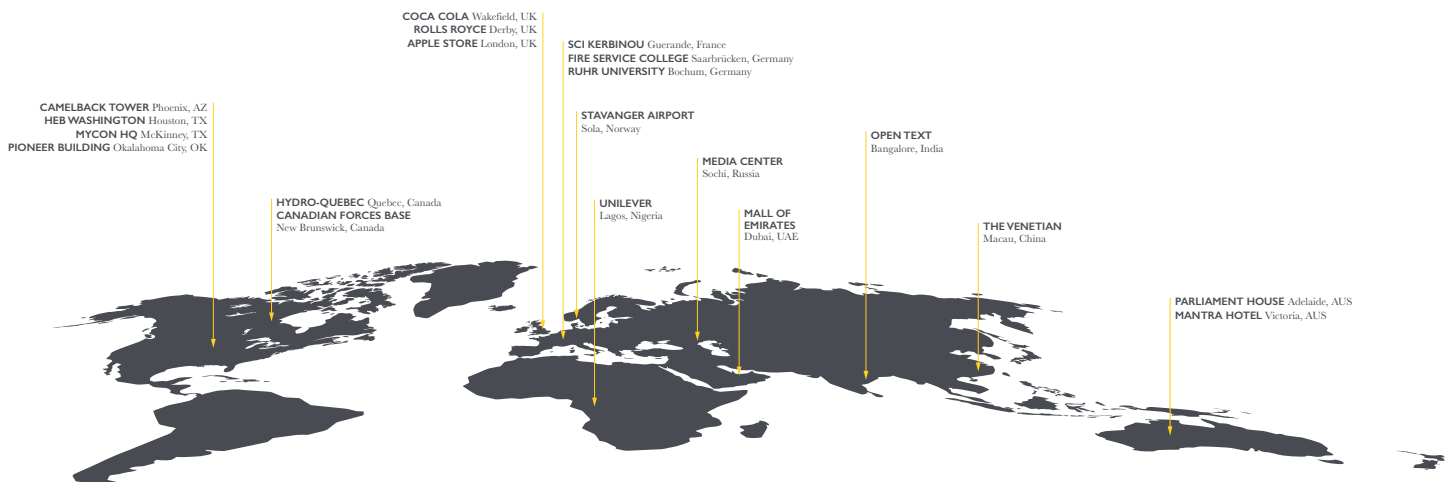 COCA COLA Wakefield, UK
ROLLS ROYCE Derby, UK
APPLE STORE London, UK
SCI KERBINOU Guerande, France
FIRE SERVICE COLLEGE Saarbrücken, Germany
RUHR UNIVERSITY Bochum, Germany
CAMELBACK TOWER Phoenix, AZ
HEB WASHINGTON Houston, TX
MYCON HQ McKinney, TX
PIONEER BUILDING Okalahoma City, OK
STAVANGER AIRPORT
Sola, Norway
OPEN TEXT
Bangalore, India
MEDIA CENTER
Sochi, Russia
HYDRO-QUEBEC Quebec, Canada
CANADIAN FORCES BASE
New Brunswick, Canada
UNILEVER
Lagos, Nigeria
MALL OF
EMIRATES
Dubai, UAE
THE VENETIAN
Macau, China
PARLIAMENT HOUSE Adelaide, AUS
MANTRA HOTEL Victoria, AUS